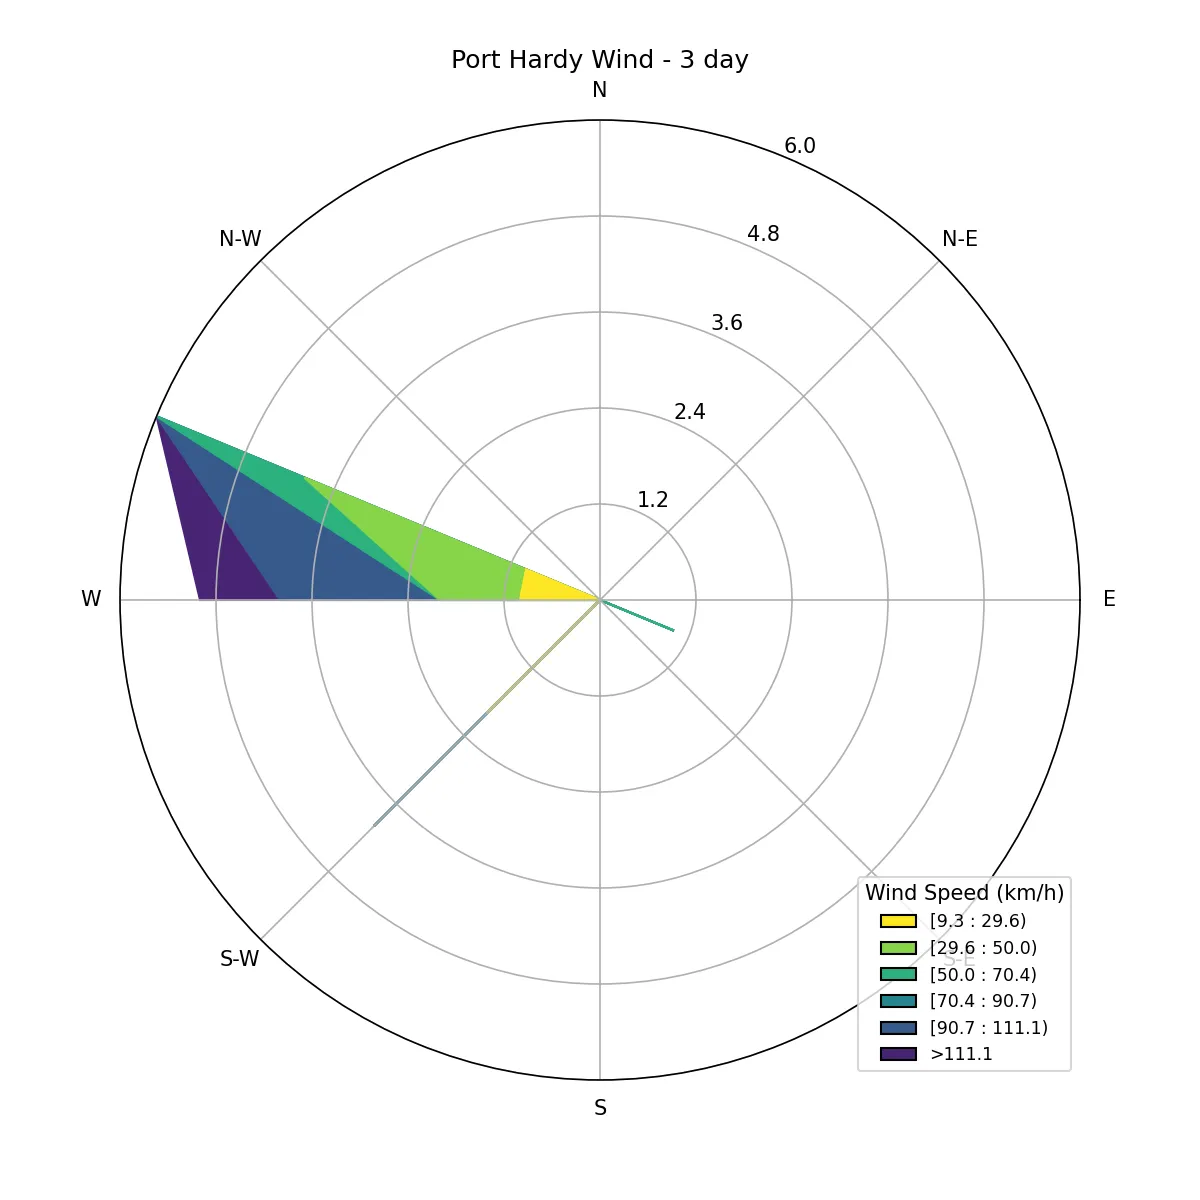 Port Hardy Wind - 3 day
N
6.0
N-W
N-E
4.8
3.6
2.4
1.2
W
E
S-W
S-E
S
Wind Speed (km/h)
[9.3 : 29.6)
[29.6 : 50.0)
[50.0 : 70.4)
[70.4 : 90.7)
[90.7 : 111.1)
>111.1